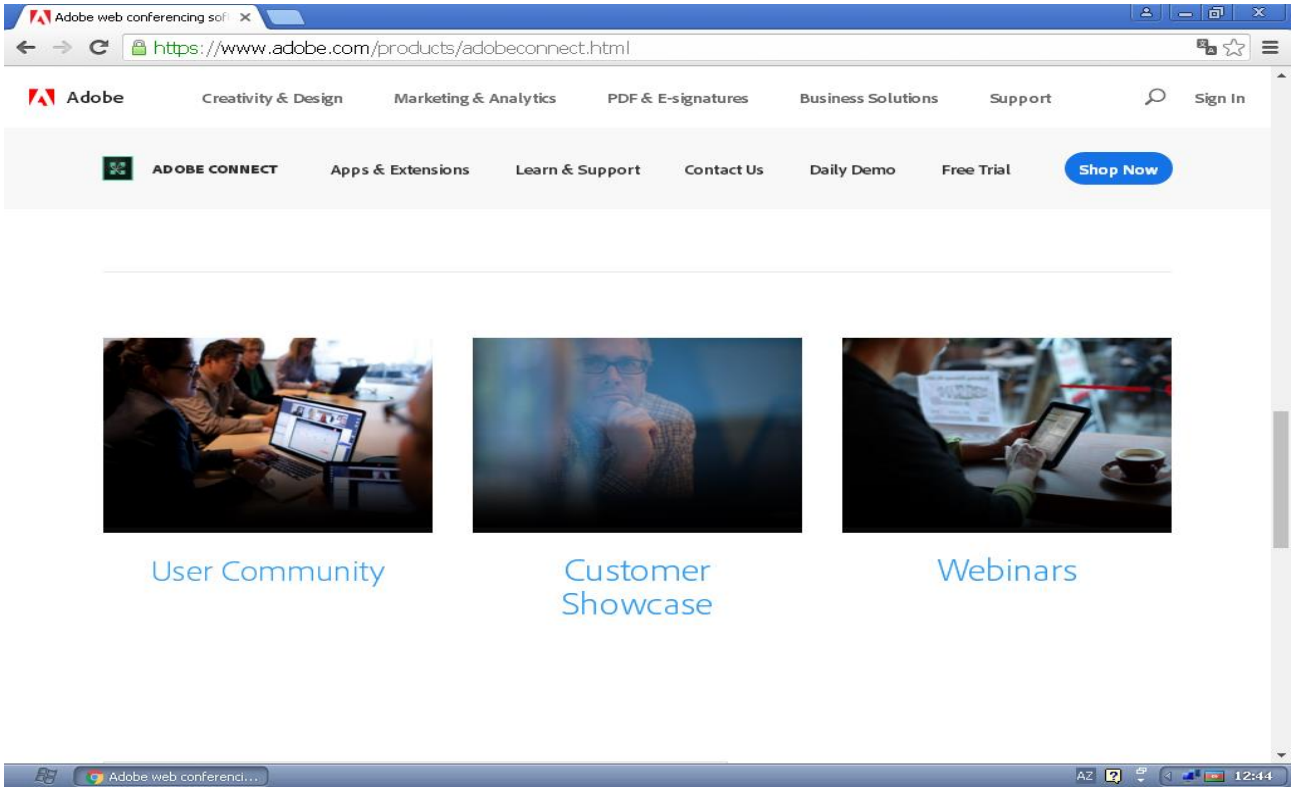 Adobe web conferencing sof
https://www.adobe.com/products/adobeconnect.html
Adobe Creativity & Design Marketing & Analytics PDF & E-signatures Business Solutions Support Sign In
ADOBE CONNECT Apps & Extensions Learn & Support Contact Us Daily Demo Free Trial Shop Now
User Community
Customer
Showcase
Webinars
Adobe web conferenci... AZ 12:44